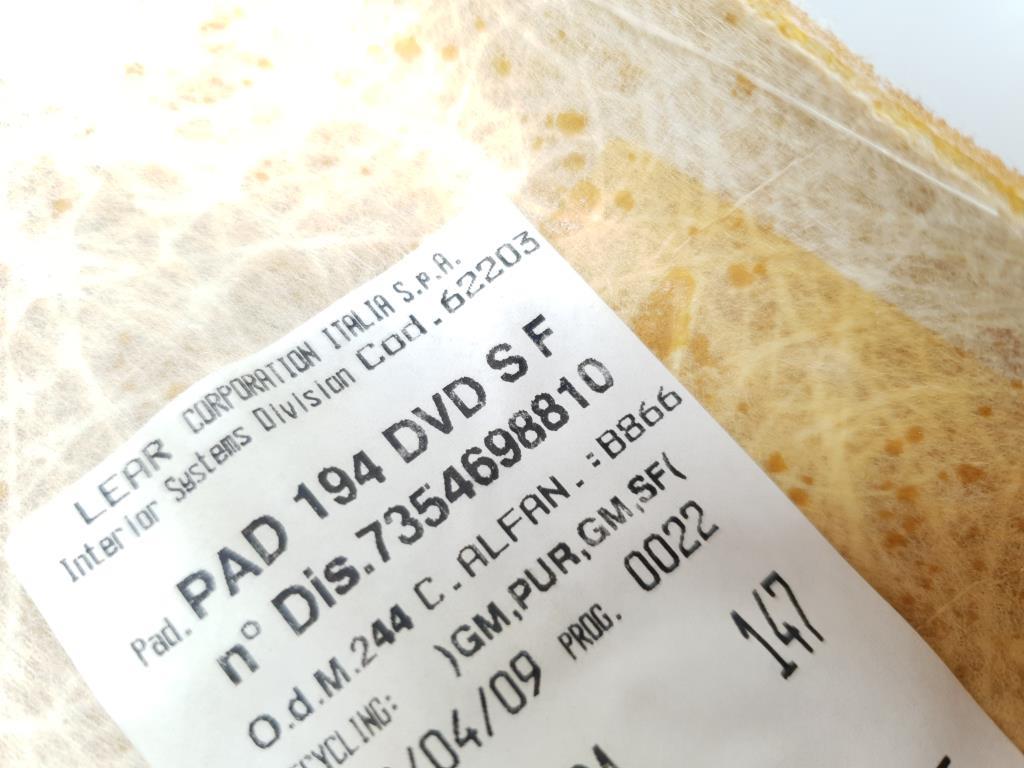 LEAR CORPORATION ITALIA S.P.A.
Interior Systems Division Cod.62203
Pad. PAD 194 DVD S F
n° Dis.7354698810
O.d.M.244 C.ALFAN.:B866
)GM,PUR,GM,SF(
/04/09 PROG. 0022
147